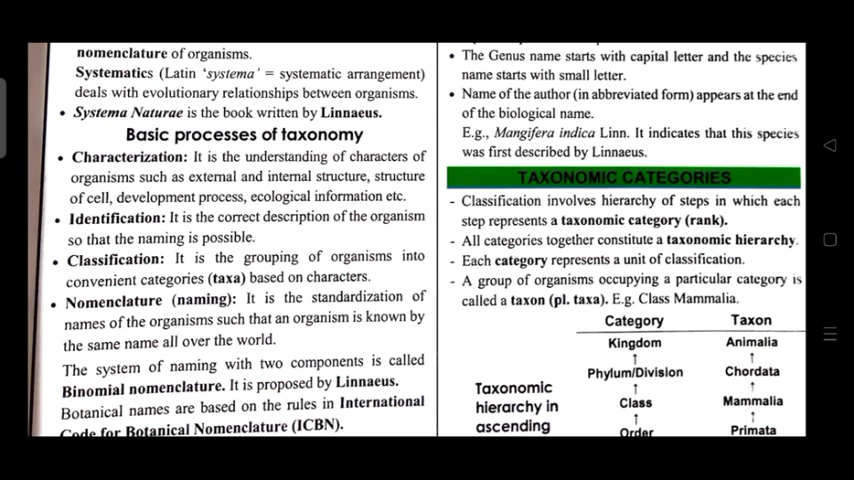 nomenclature of organisms.
Systematics (Latin ‘systema’ = systematic arrangement)
deals with evolutionary relationships between organisms.
• Systema Naturae is the book written by Linnaeus.
Basic processes of taxonomy
• Characterization: It is the understanding of characters of
organisms such as external and internal structure, structure
of cell, development process, ecological information etc.
• Identification: It is the correct description of the organism
so that the naming is possible.
• Classification: It is the grouping of organisms into
convenient categories (taxa) based on characters.
• Nomenclature (naming): It is the standardization of
names of the organisms such that an organism is known by
the same name all over the world.
The system of naming with two components is called
Binomial nomenclature. It is proposed by Linnaeus.
Botanical names are based on the rules in International
Code for Botanical Nomenclature (ICBN).
• The Genus name starts with capital letter and the species
name starts with small letter.
• Name of the author (in abbreviated form) appears at the end
of the biological name.
E.g., Mangifera indica Linn. It indicates that this species
was first described by Linnaeus.
TAXONOMIC CATEGORIES
- Classification involves hierarchy of steps in which each
step represents a taxonomic category (rank).
- All categories together constitute a taxonomic hierarchy.
- Each category represents a unit of classification.
- A group of organisms occupying a particular category is
called a taxon (pl. taxa). E.g. Class Mammalia.
Category Taxon
Kingdom Animalia
↑ ↑
Phylum/Division Chordata
↑ ↑
Taxonomic
hierarchy in
ascending
Class Mammalia
↑ ↑
Order Primata